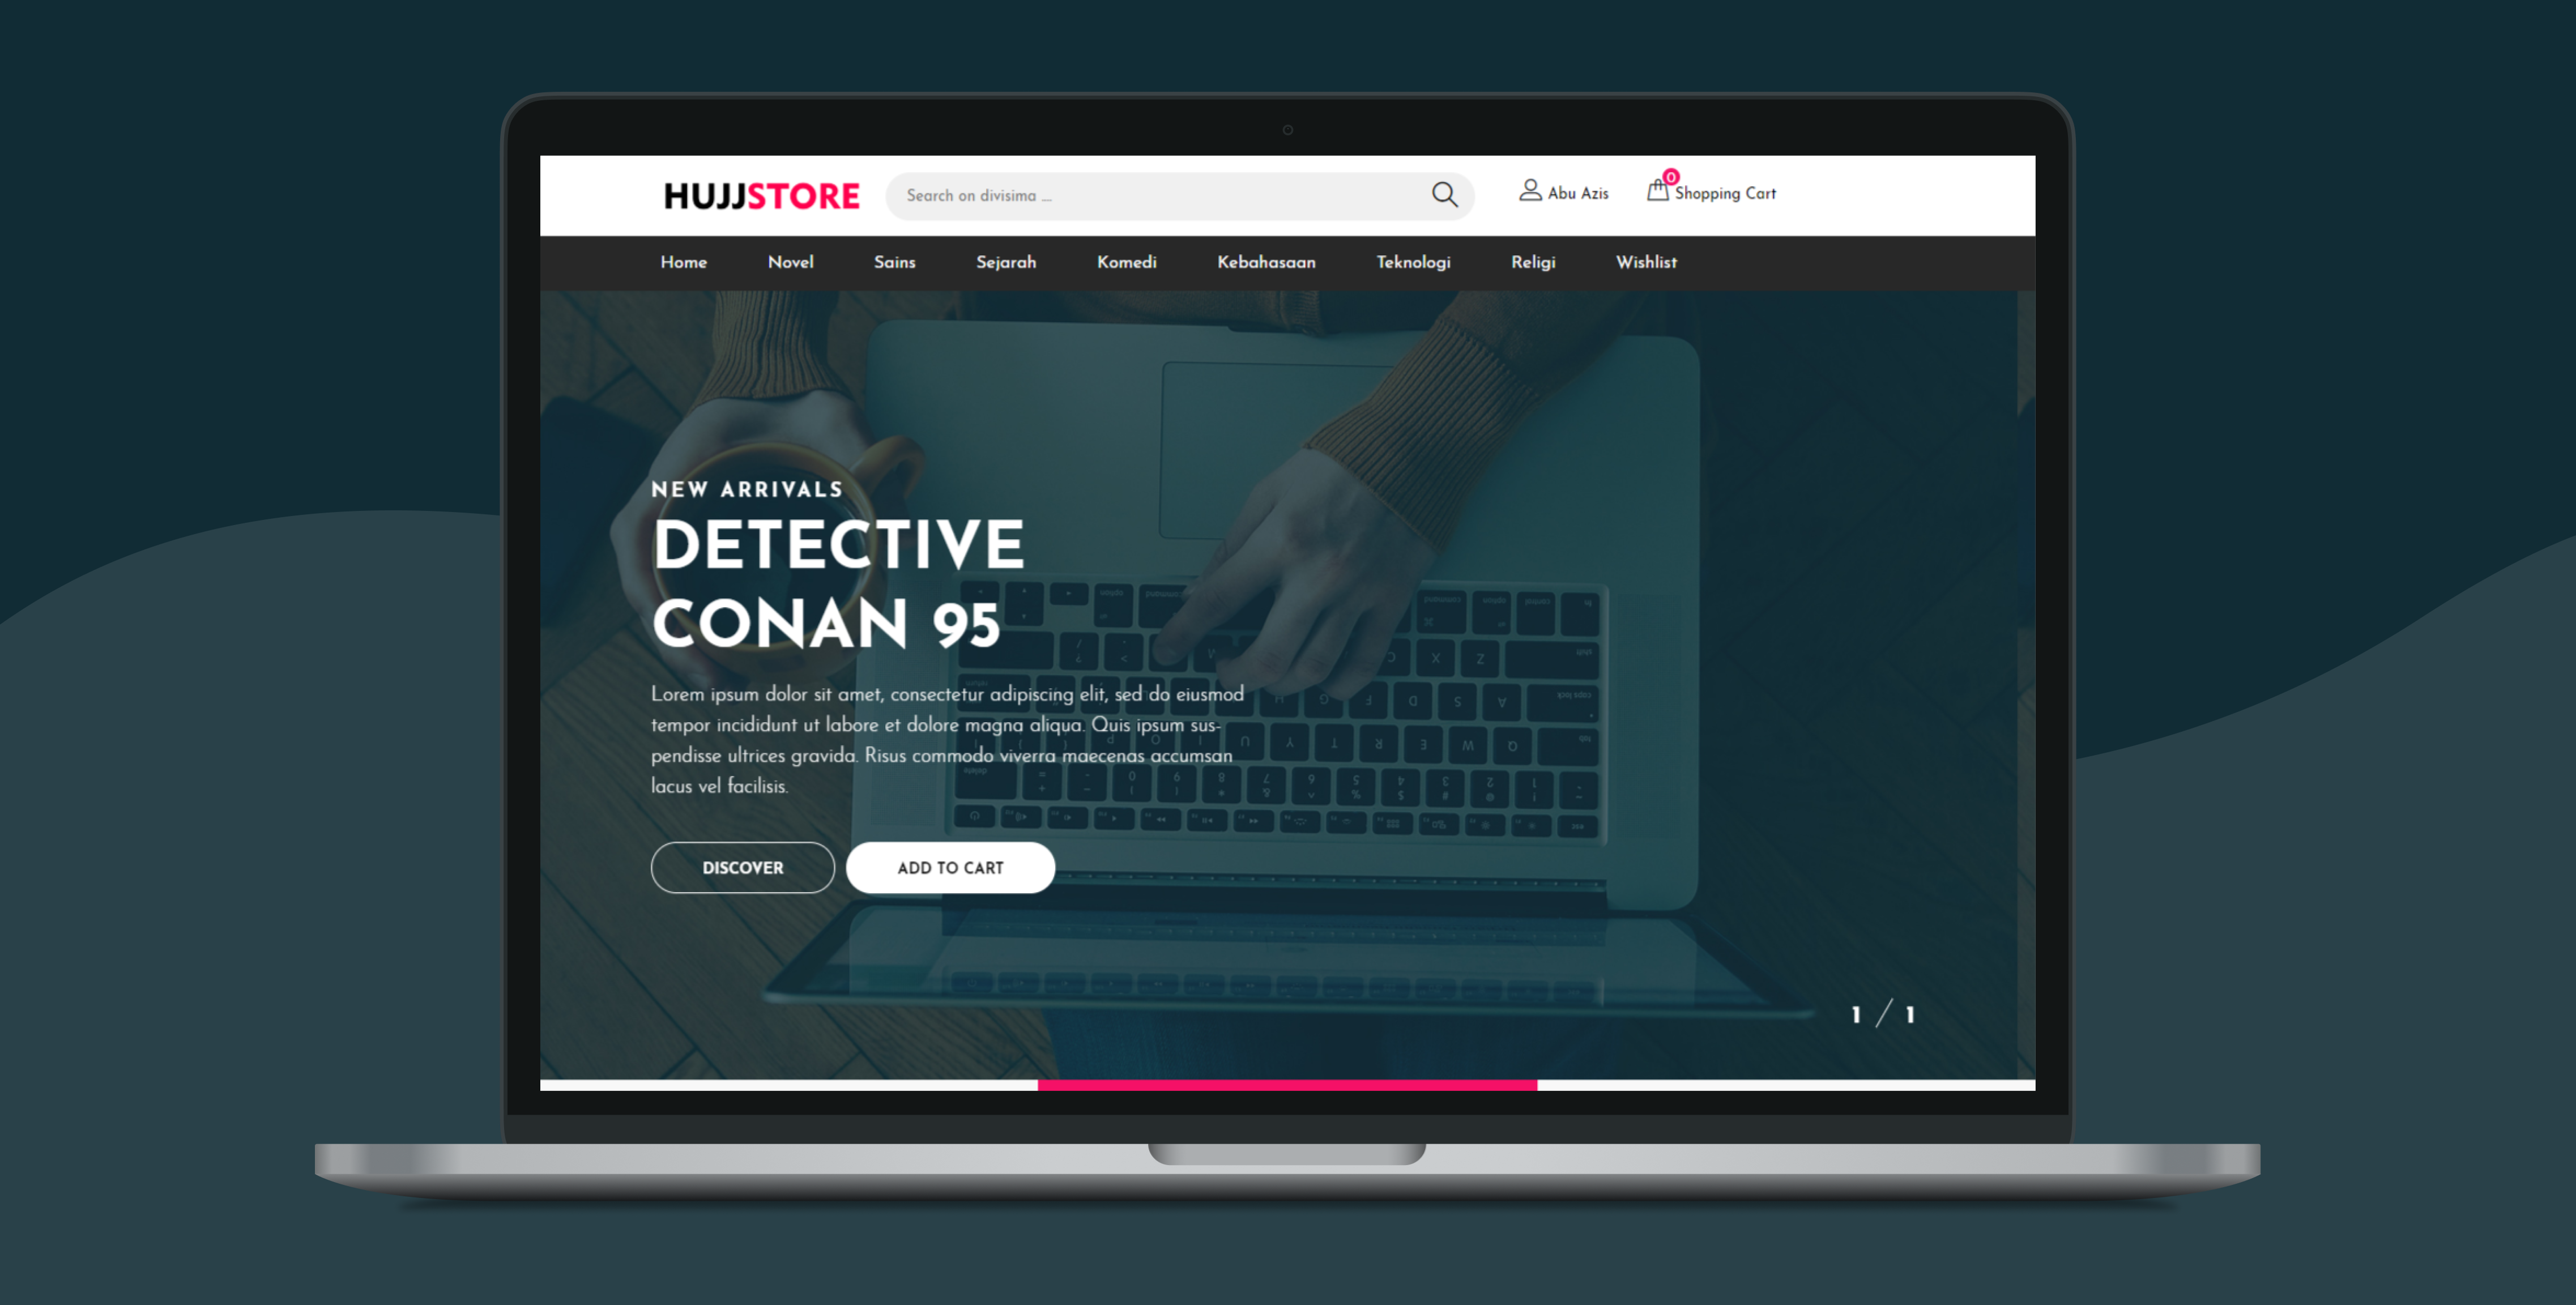 HUJJSTORE
Search on divisima ....
Abu Azis
0
Shopping Cart
Home Novel Sains Sejarah Komedi Kebahasaan Teknologi Religi Wishlist
NEW ARRIVALS
DETECTIVE
CONAN 95
Lorem ipsum dolor sit amet, consectetur adipiscing elit, sed do eiusmod
tempor incididunt ut labore et dolore magna aliqua. Quis ipsum sus-
pendisse ultrices gravida. Risus commodo viverra maecenas accumsan
lacus vel facilisis.
DISCOVER ADD TO CART
1 / 1